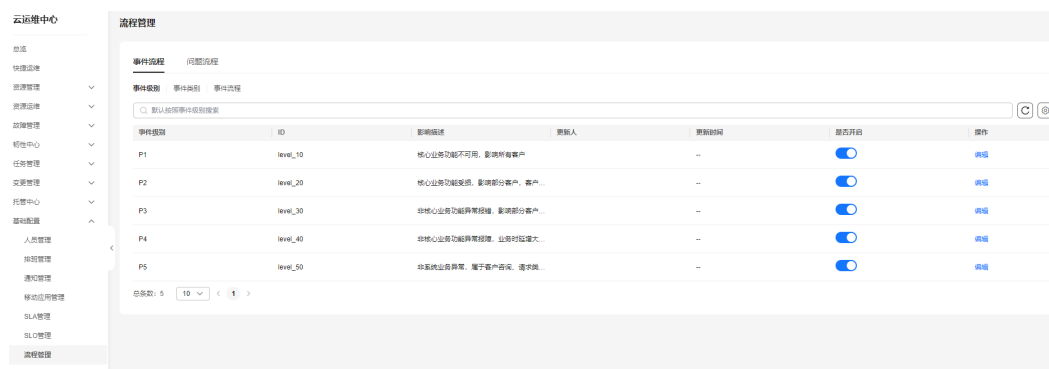 云运维中心
总览
快捷运维
资源管理
资源运维
故障管理
韧性中心
任务管理
变更管理
托管中心
基础配置
人员管理
排班管理
通知管理
移动应用管理
SLA管理
SLO管理
流程管理
流程管理
事件流程 问题流程
事件级别 事件类别 事件流程
默认按照事件级别搜索
事件级别 ID 影响描述 更新人 更新时间 是否开启 操作
P1 level_10 核心业务功能不可用，影响所有客户 -- 编辑
P2 level_20 核心业务功能受损，影响部分客户，客户... -- 编辑
P3 level_30 非核心业务功能异常报错，影响部分客户... -- 编辑
P4 level_40 非核心业务功能异常报障，业务时延增大... -- 编辑
P5 level_50 非系统业务异常，属于客户咨询、请求类... -- 编辑
总条数：5 10 1